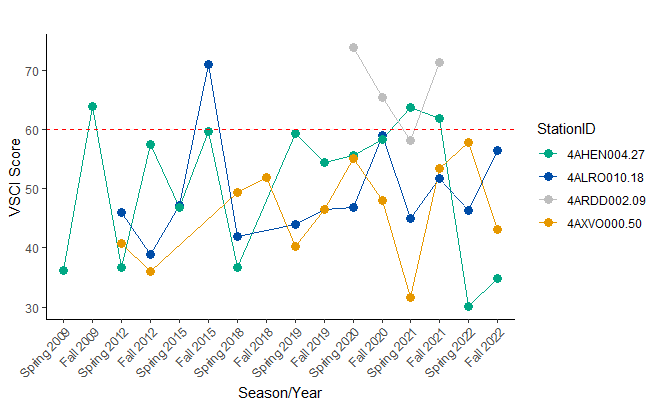 70
60
50
40
30
VSCI Score
Spring 2009
Fall 2009
Spring 2012
Fall 2012
Spring 2015
Fall 2015
Spring 2018
Fall 2018
Spring 2019
Fall 2019
Spring 2020
Fall 2020
Spring 2021
Fall 2021
Spring 2022
Fall 2022
Season/Year
StationID
4AHEN004.27
4ALRO010.18
4ARDD002.09
4AXVO000.50